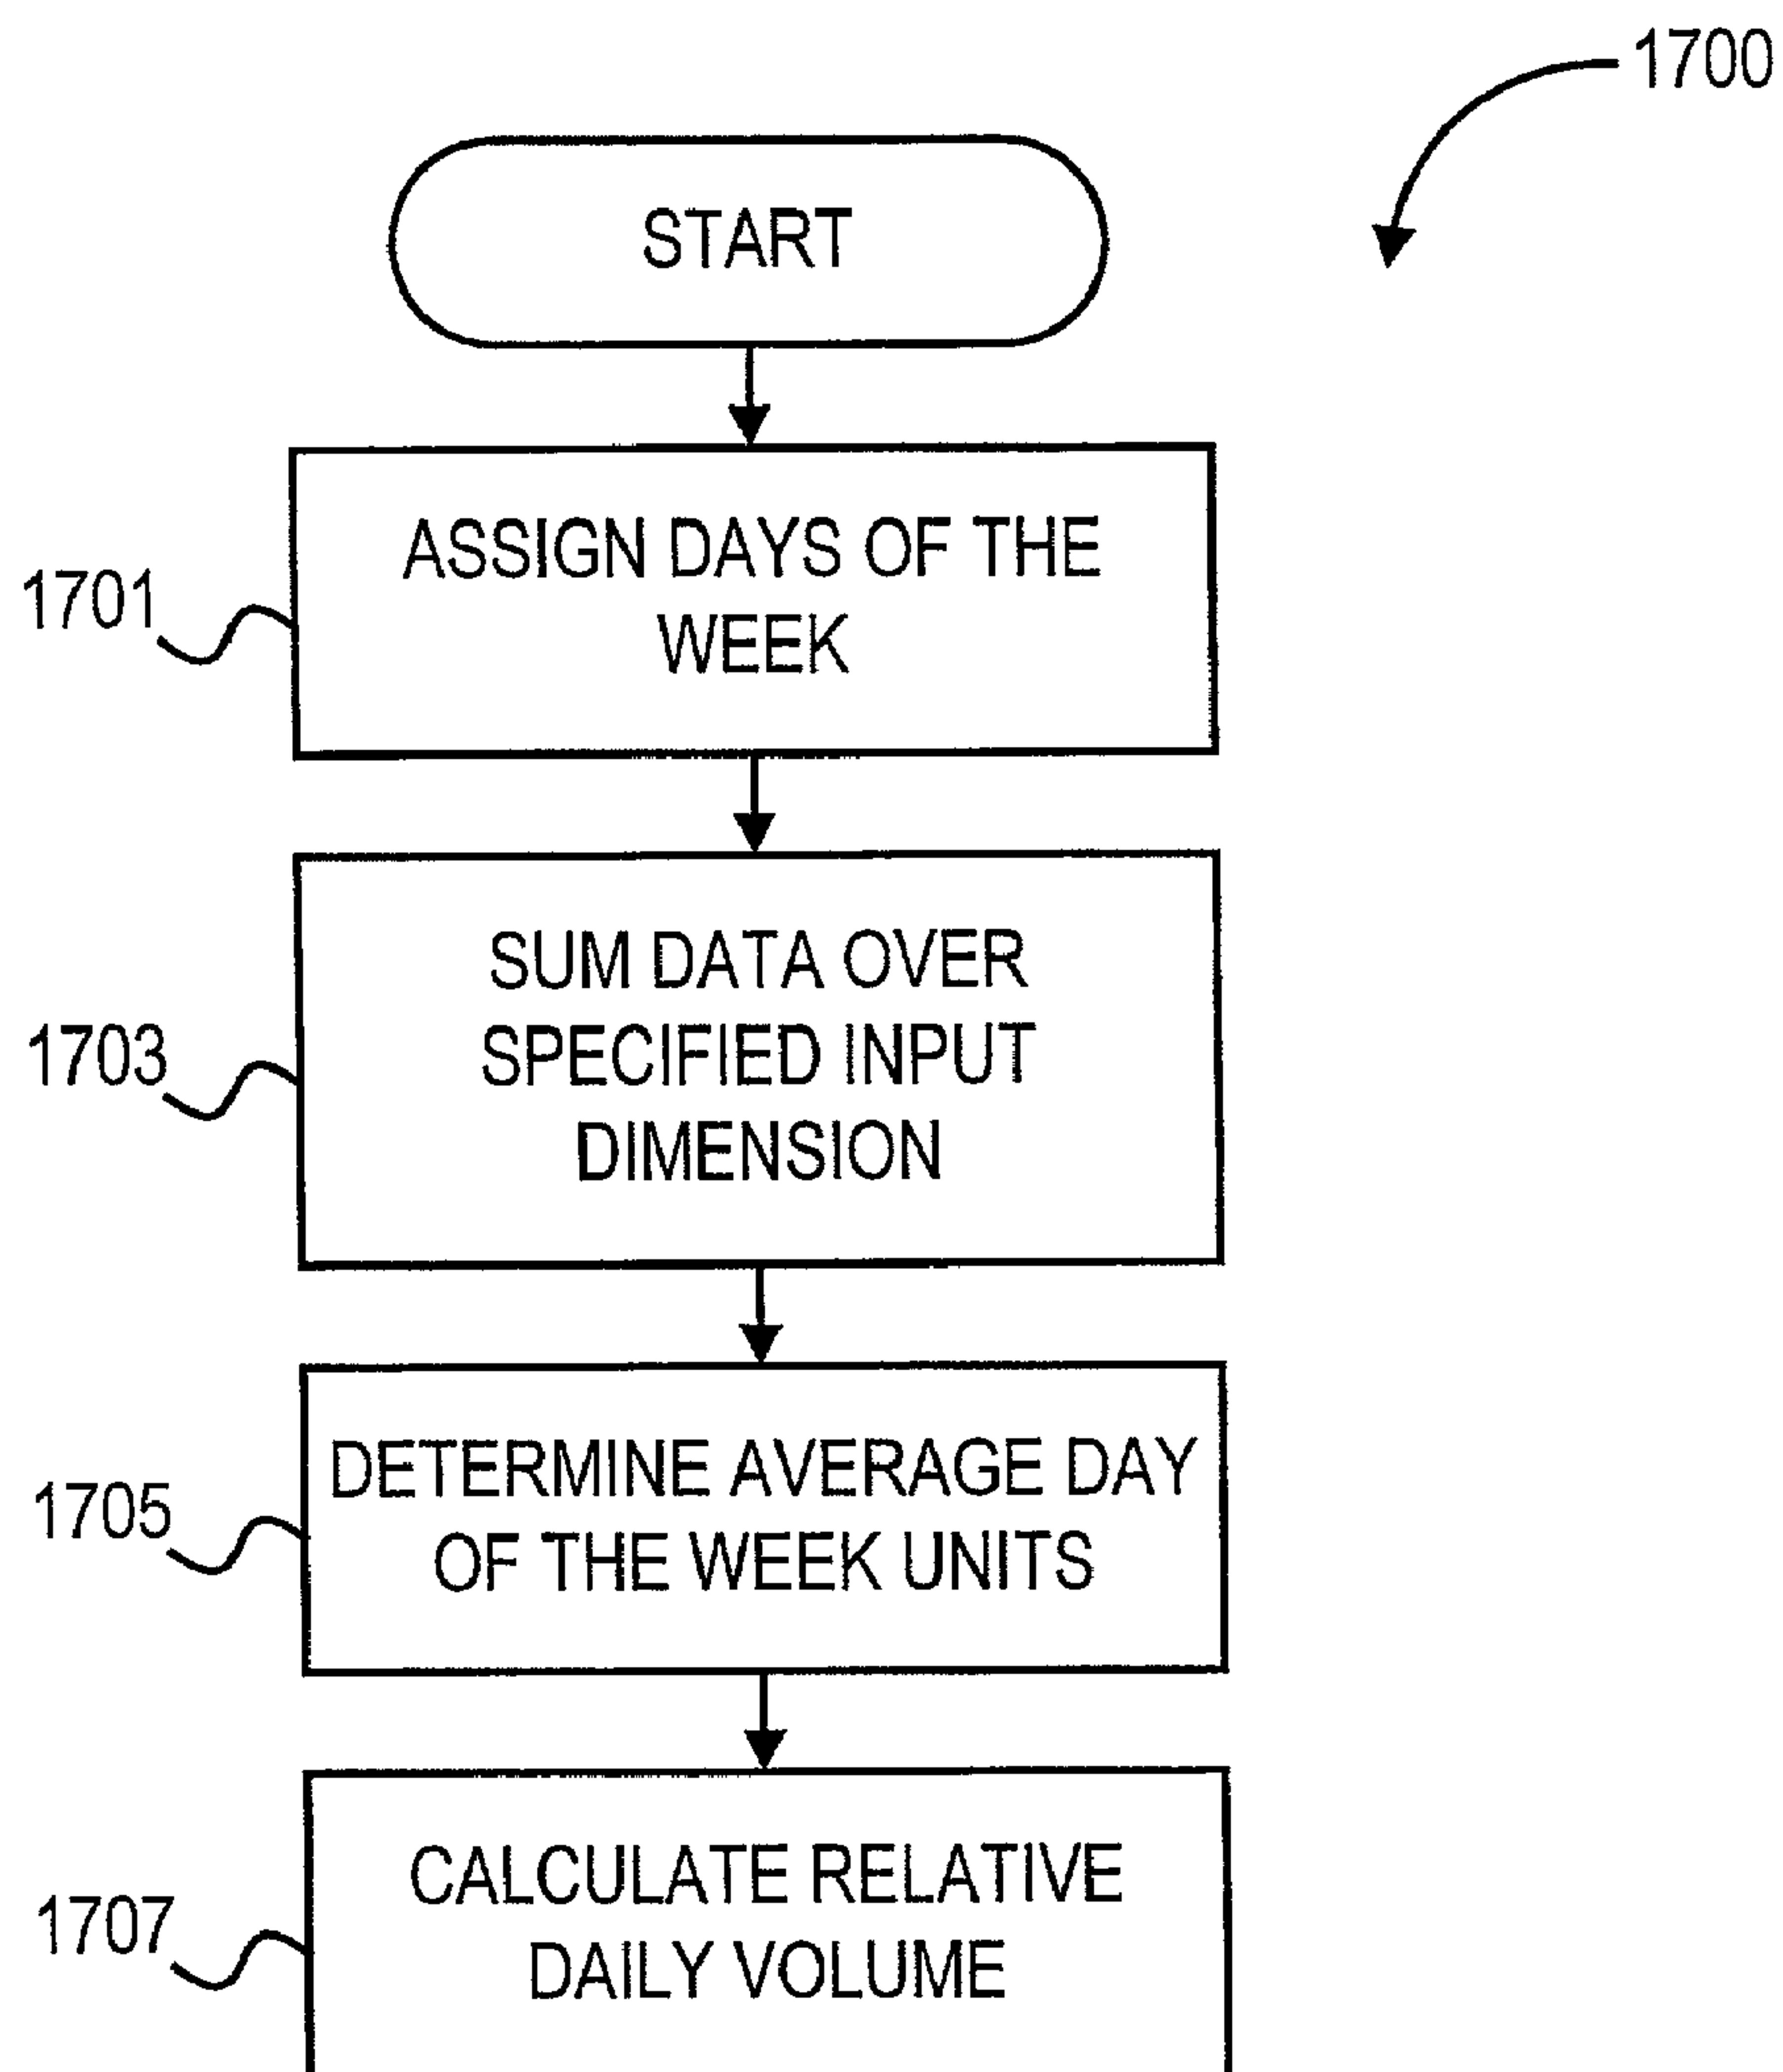 1700
START
ASSIGN DAYS OF THE
WEEK
1701
SUM DATA OVER
SPECIFIED INPUT
DIMENSION
1703
DETERMINE AVERAGE DAY
OF THE WEEK UNITS
1705
CALCULATE RELATIVE
DAILY VOLUME
1707